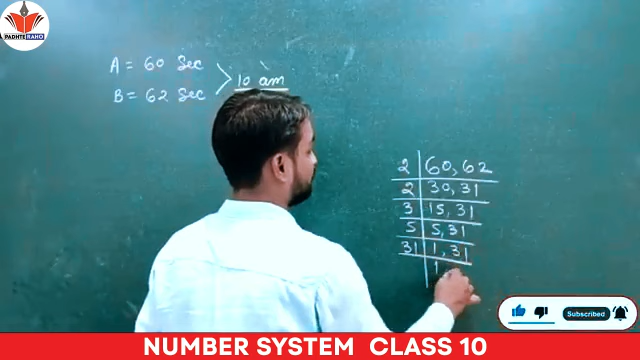 PADHTE RAHO
A = 60 Sec
B = 62 Sec
10 am
2 | 60, 62
2 | 30, 31
3 | 15, 31
5 | 5, 31
31 | 1, 31
1
Subscribed
NUMBER SYSTEM CLASS 10